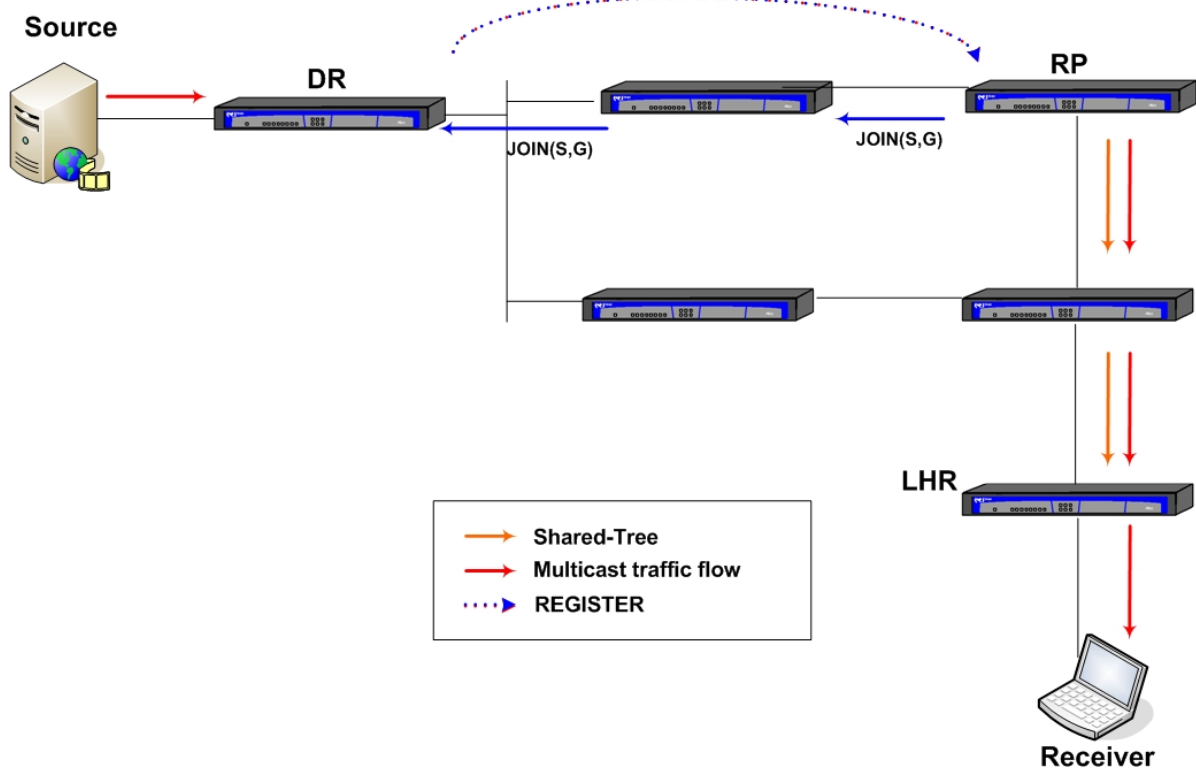 Source
DR
RP
JOIN(S,G)
JOIN(S,G)
LHR
Shared-Tree
Multicast traffic flow
REGISTER
Receiver